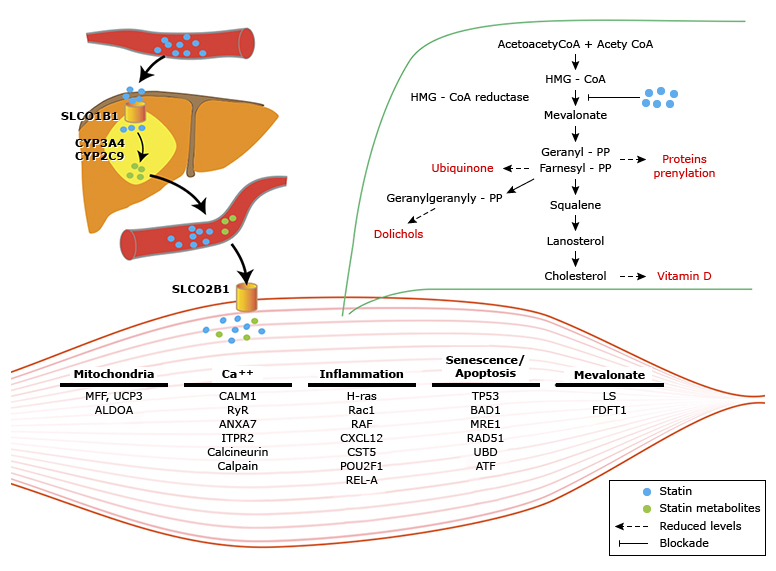 SLCO1B1
CYP3A4
CYP2C9
SLCO2B1
AcetoacetyCoA + Acety CoA
HMG - CoA
HMG - CoA reductase
Mevalonate
Geranyl - PP
Farnesyl - PP
Ubiquinone
Proteins
prenylation
Geranylgeranyly - PP
Squalene
Dolichols
Lanosterol
Cholesterol
Vitamin D
Mitochondria
MFF, UCP3
ALDOA
Ca++
CALM1
RyR
ANXA7
ITPR2
Calcineurin
Calpain
Inflammation
H-ras
Rac1
RAF
CXCL12
CST5
POU2F1
REL-A
Senescence/
Apoptosis
TP53
BAD1
MRE1
RAD51
UBD
ATF
Mevalonate
LS
FDFT1
Statin
Statin metabolites
Reduced levels
Blockade